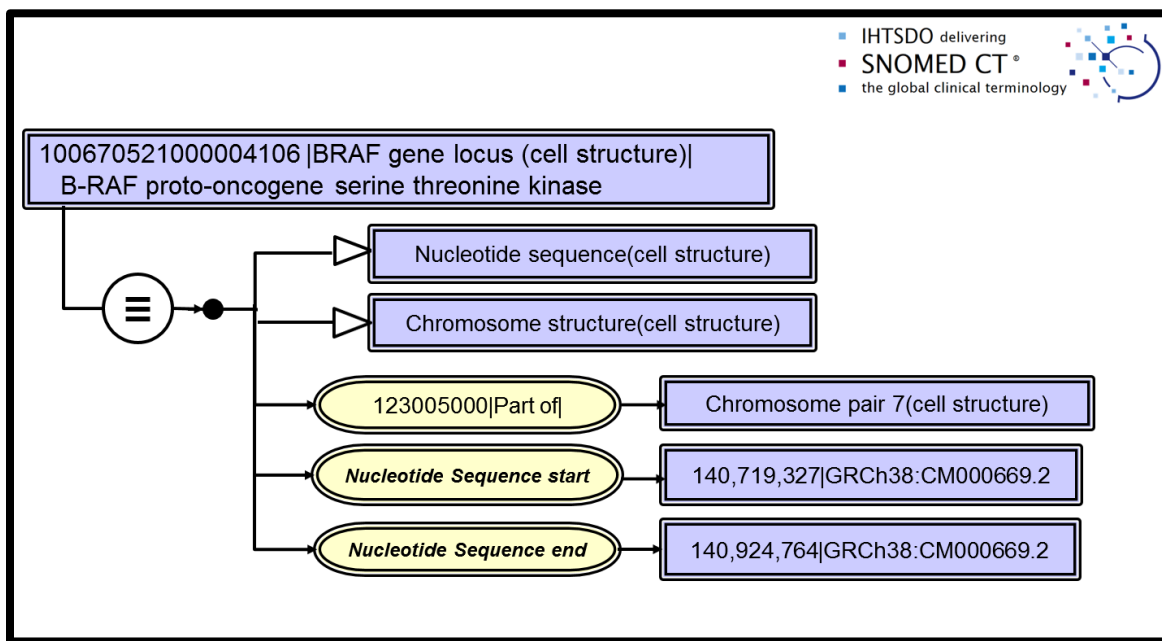 IHTSDO delivering
SNOMED CT ®
the global clinical terminology
100670521000004106|BRAF gene locus (cell structure)|
B-RAF proto-oncogene serine threonine kinase
Nucleotide sequence(cell structure)
Chromosome structure(cell structure)
123005000|Part of|
Chromosome pair 7(cell structure)
Nucleotide Sequence start
140,719,327|GRCh38:CM000669.2
Nucleotide Sequence end
140,924,764|GRCh38:CM000669.2